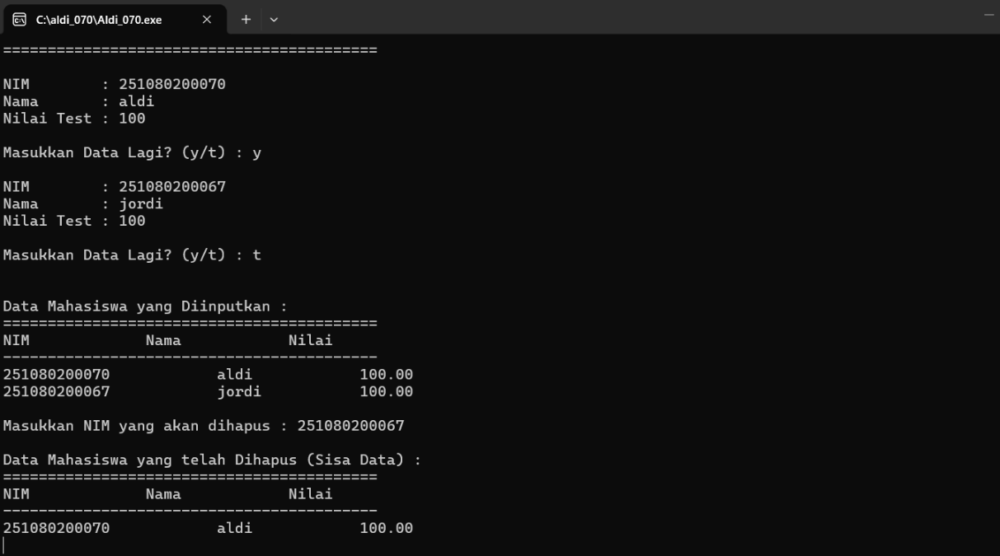 C:\aldi_070\Aldi_070.exe
==========================================
NIM        : 251080200070
Nama       : aldi
Nilai Test : 100
Masukkan Data Lagi? (y/t) : y
NIM        : 251080200067
Nama       : jordi
Nilai Test : 100
Masukkan Data Lagi? (y/t) : t
Data Mahasiswa yang Diinputkan :
==========================================
NIM             Nama            Nilai
------------------------------------------
251080200070            aldi            100.00
251080200067            jordi           100.00
Masukkan NIM yang akan dihapus : 251080200067
Data Mahasiswa yang telah Dihapus (Sisa Data) :
==========================================
NIM             Nama            Nilai
------------------------------------------
251080200070            aldi            100.00